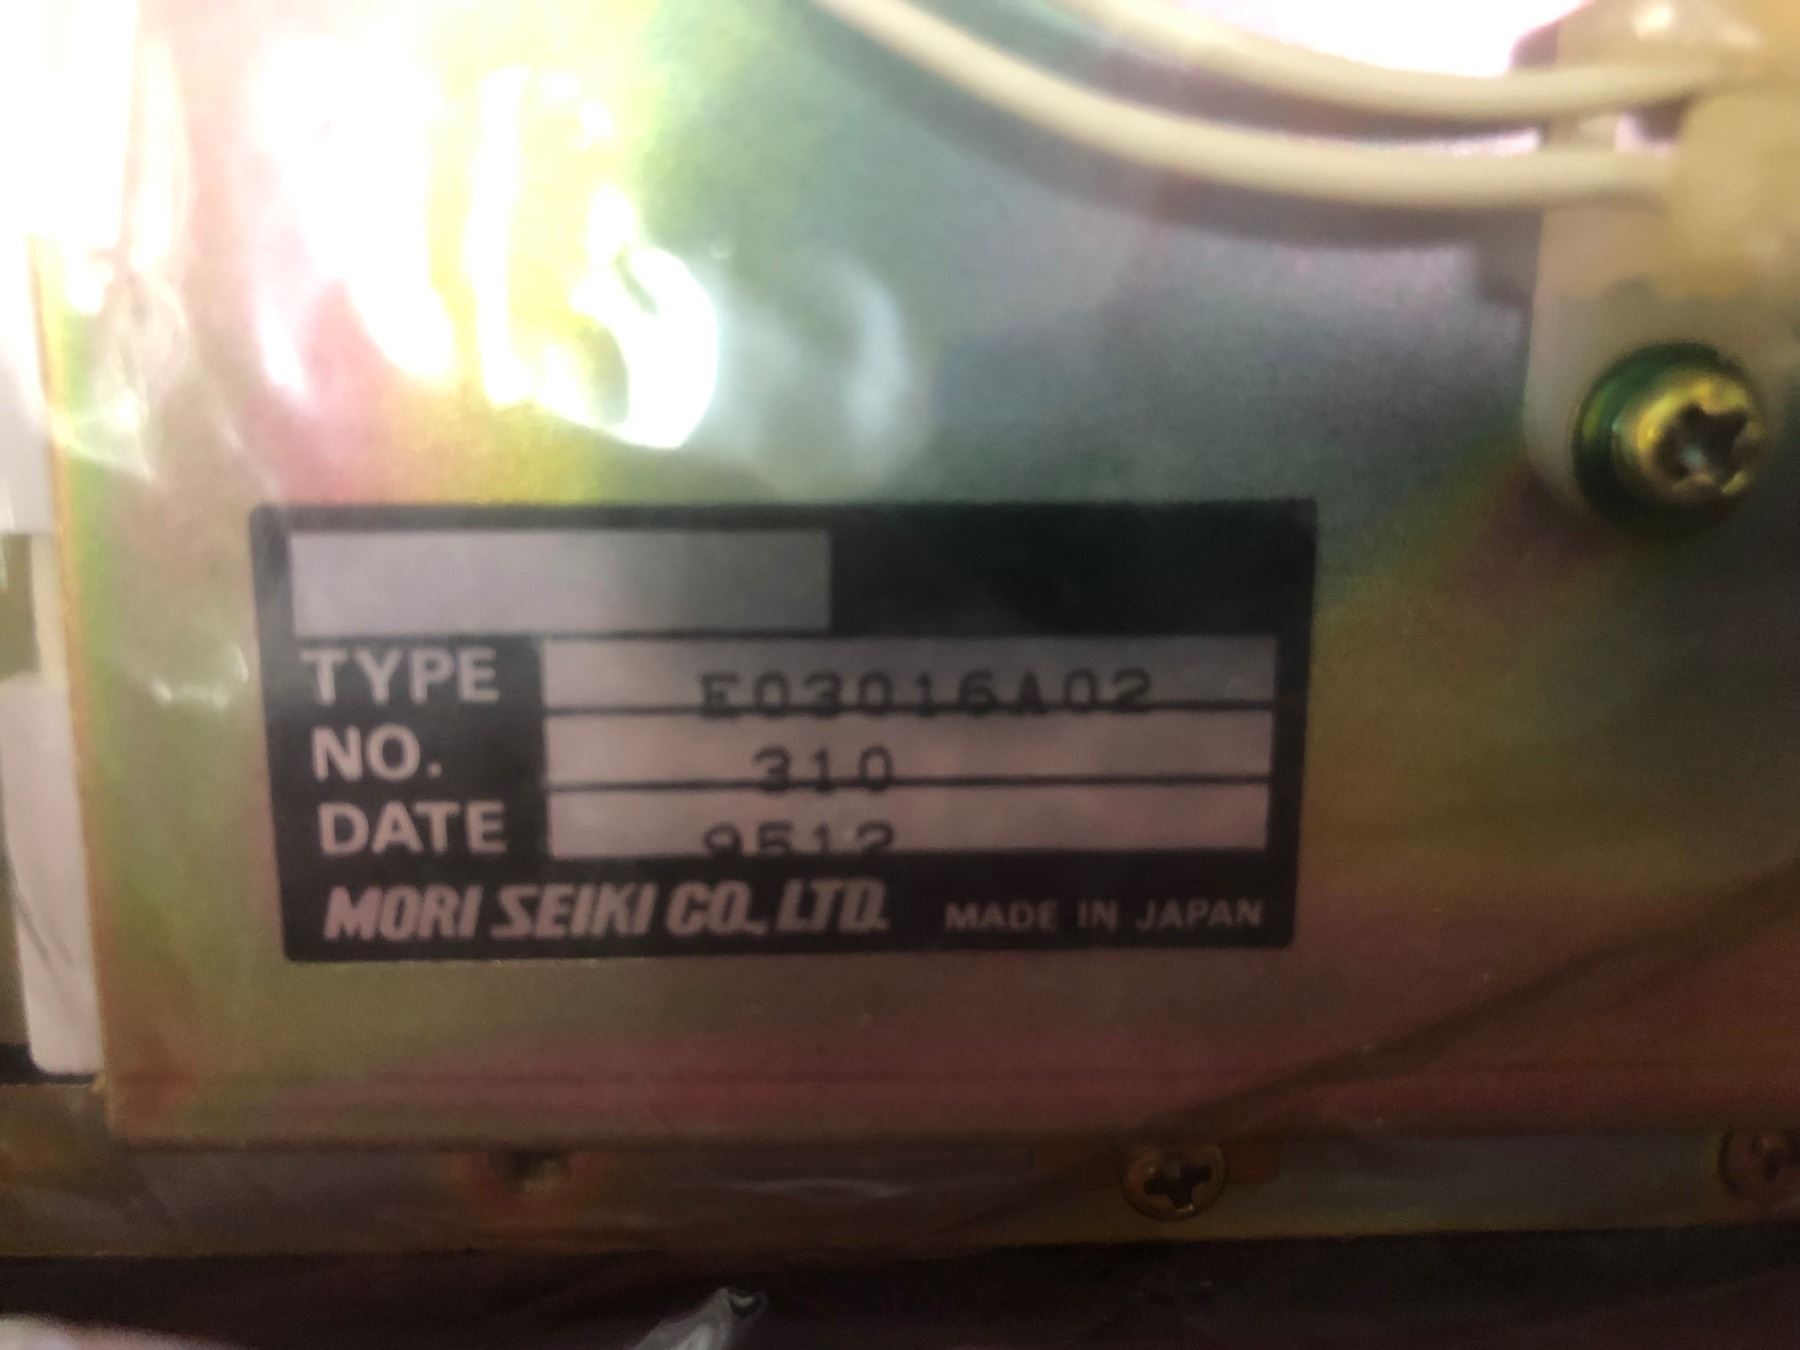 TYPE E03016A02
NO. 310
DATE 9512
MORI SEIKI CO., LTD. MADE IN JAPAN